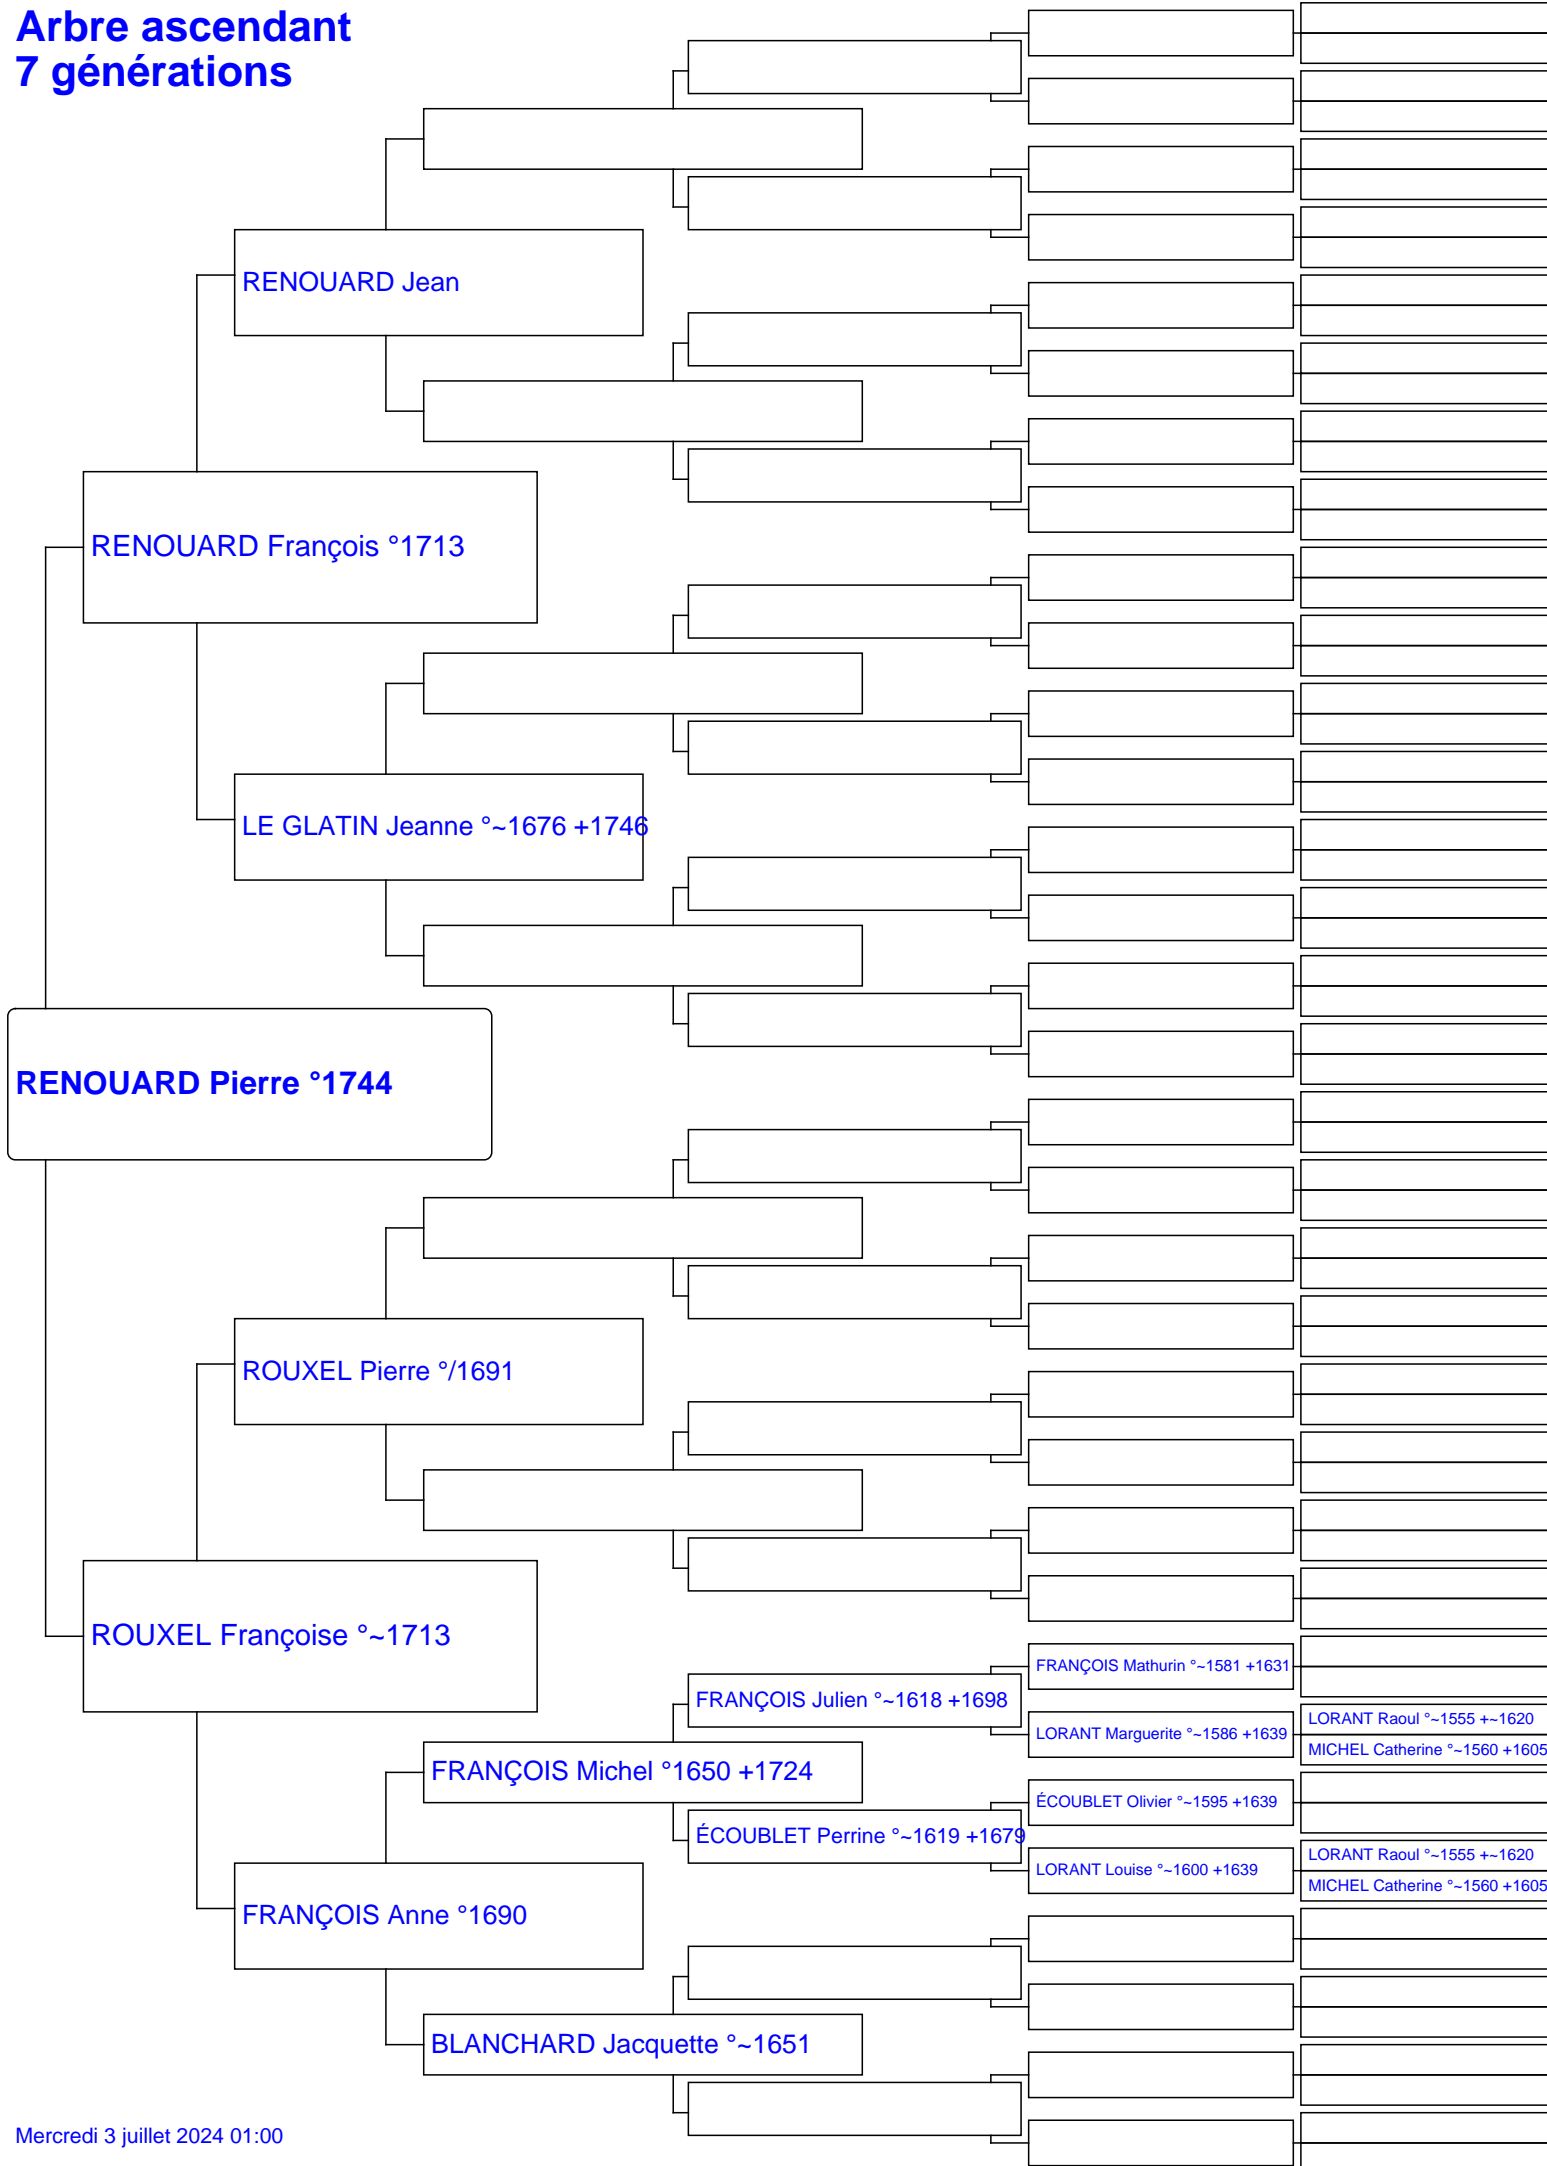 Arbre ascendant
7 générations
RENOUARD Jean
RENOUARD François °1713
LE GLATIN Jeanne °~1676 +1746
RENOUARD Pierre °1744
ROUXEL Pierre °/1691
ROUXEL Françoise °~1713
FRANÇOIS Mathurin °~1581 +1631
FRANÇOIS Julien °~1618 +1698
LORANT Marguerite °~1586 +1639
LORANT Raoul °~1555 +~1620
MICHEL Catherine °~1560 +1605
FRANÇOIS Michel °1650 +1724
ÉCOUBLET Olivier °~1595 +1639
ÉCOUBLET Perrine °~1619 +1679
LORANT Louise °~1600 +1639
LORANT Raoul °~1555 +~1620
MICHEL Catherine °~1560 +1605
FRANÇOIS Anne °1690
BLANCHARD Jacquette °~1651
Mercredi 3 juillet 2024 01:00